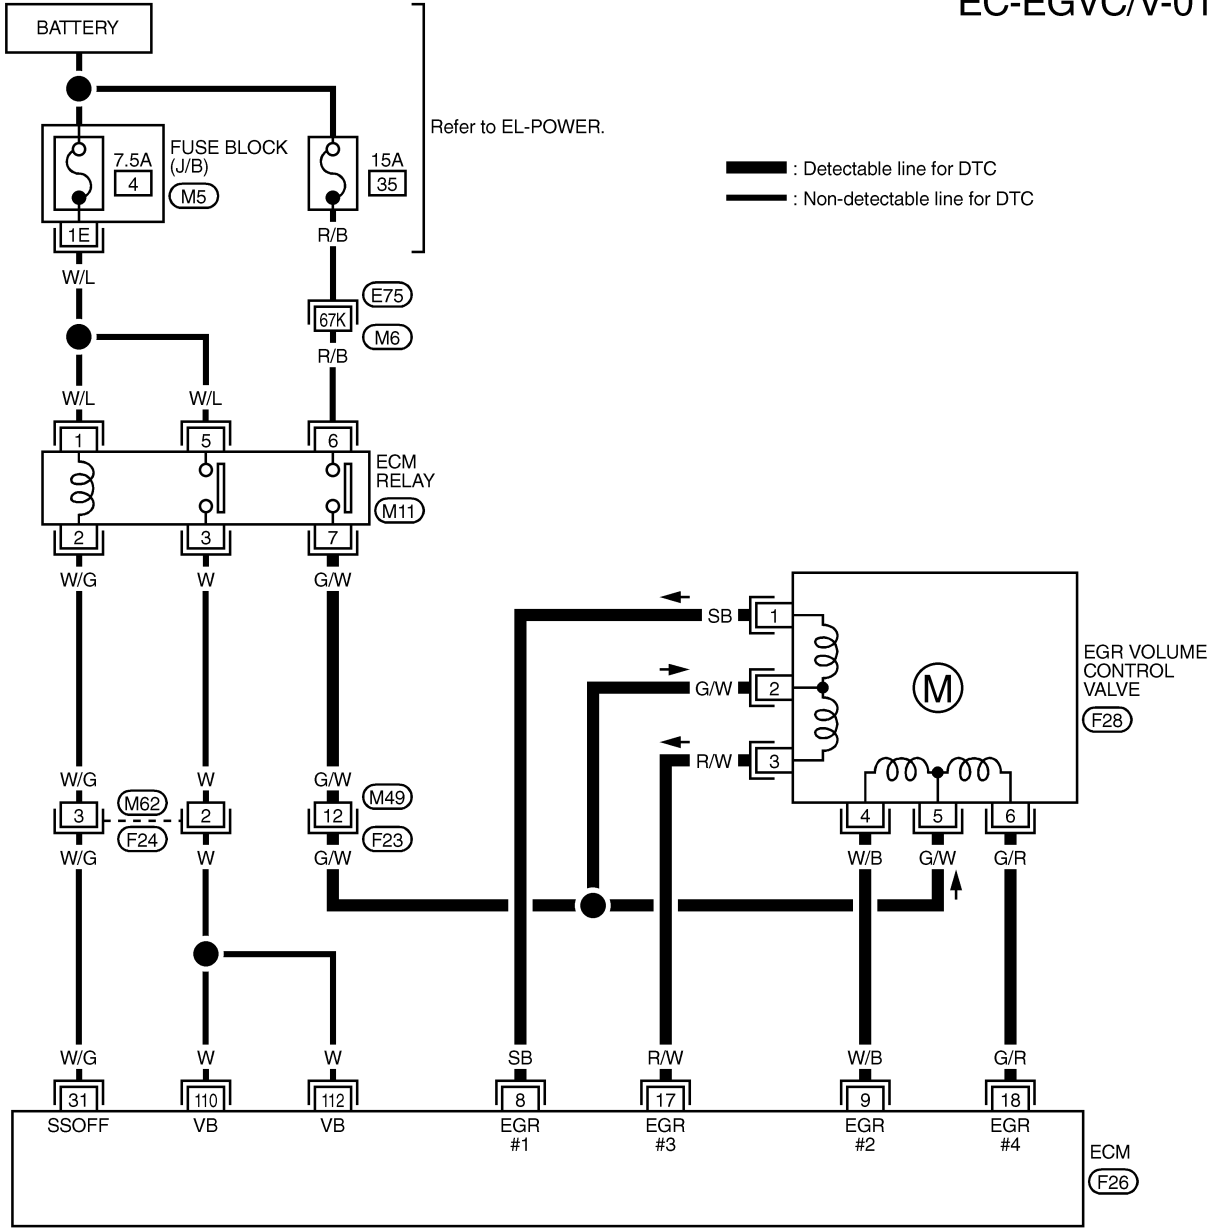 EC-EGVC/V-01
BATTERY
Refer to EL-POWER.
7.5A
4
FUSE BLOCK
(J/B)
M5
15A
35
: Detectable line for DTC
: Non-detectable line for DTC
1E
R/B
W/L
E75
67K
M6
R/B
W/L
W/L
1
5
6
ECM
RELAY
M11
2
3
7
W/G
W
G/W
SB
1
G/W
2
R/W
3
M
EGR VOLUME
CONTROL
VALVE
F28
W/G
W
G/W
3
M62
F24
2
12
M49
F23
4
5
6
W/G
W
G/W
W/B
G/W
G/R
W/G
W
W
SB
R/W
W/B
G/R
31
110
112
8
17
9
18
SSOFF
VB
VB
EGR
#1
EGR
#3
EGR
#2
EGR
#4
ECM
F26